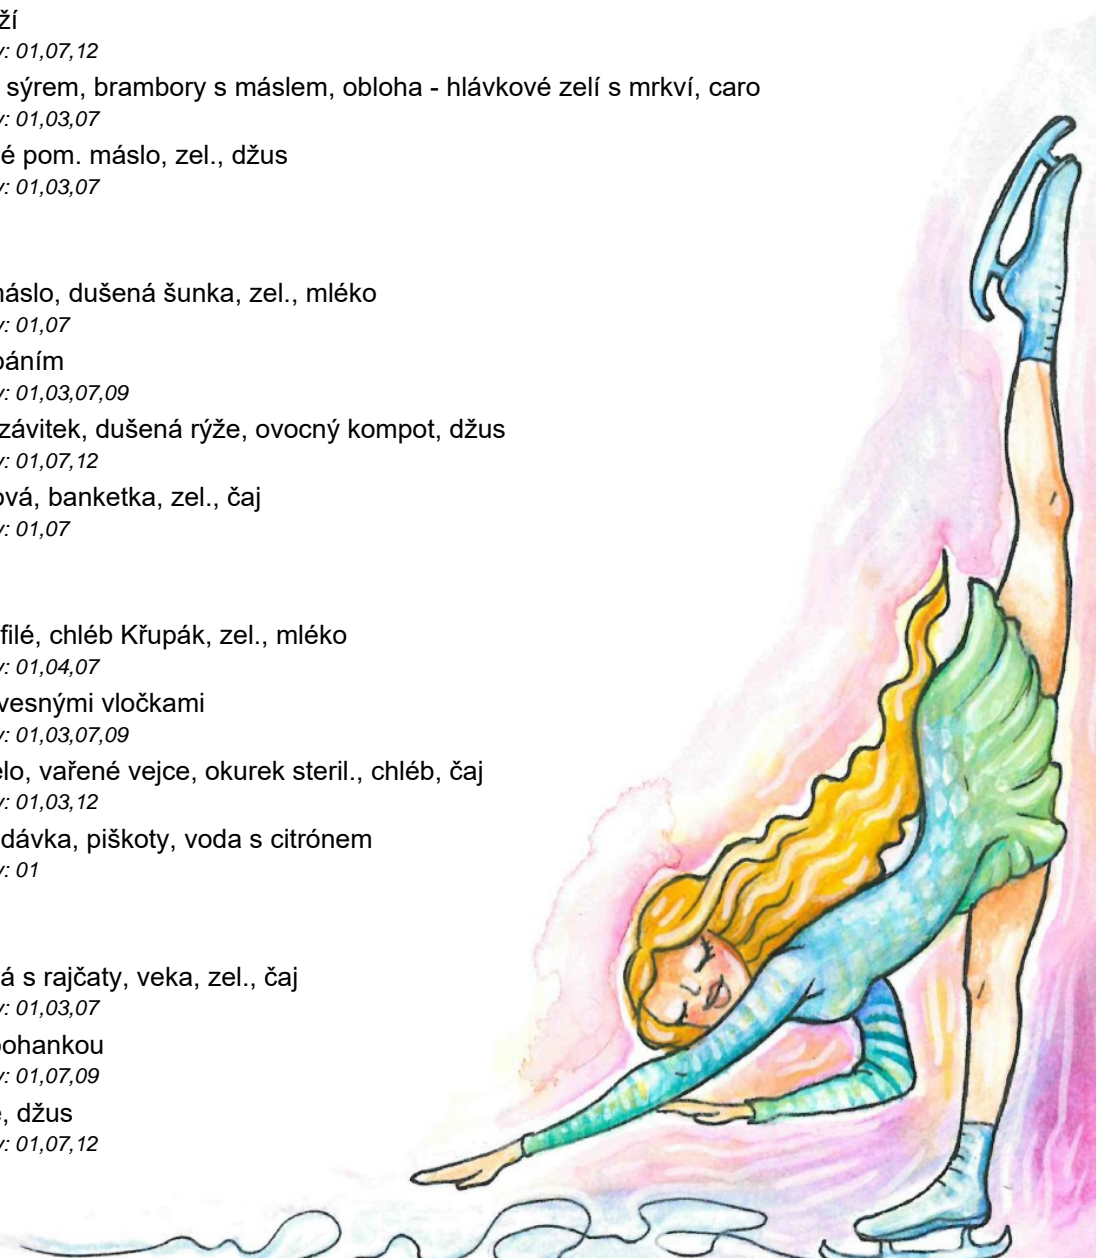 ží
y: 01,07,12
sýrem, brambory s máslem, obloha - hlávkové zelí s mrkví, caro
y: 01,03,07
é pom. máslo, zel., džus
y: 01,03,07
máslo, dušená šunka, zel., mléko
y: 01,07
páním
y: 01,03,07,09
závitek, dušená rýže, ovocný kompot, džus
y: 01,07,12
ová, banketka, zel., čaj
y: 01,07
filé, chléb Křupák, zel., mléko
y: 01,04,07
vesnými vločkami
y: 01,03,07,09
elo, vařené vejce, okurek steril., chléb, čaj
y: 01,03,12
dávka, piškoty, voda s citrónem
y: 01
á s rajčaty, veka, zel., čaj
y: 01,03,07
pohankou
y: 01,07,09
e, džus
y: 01,07,12